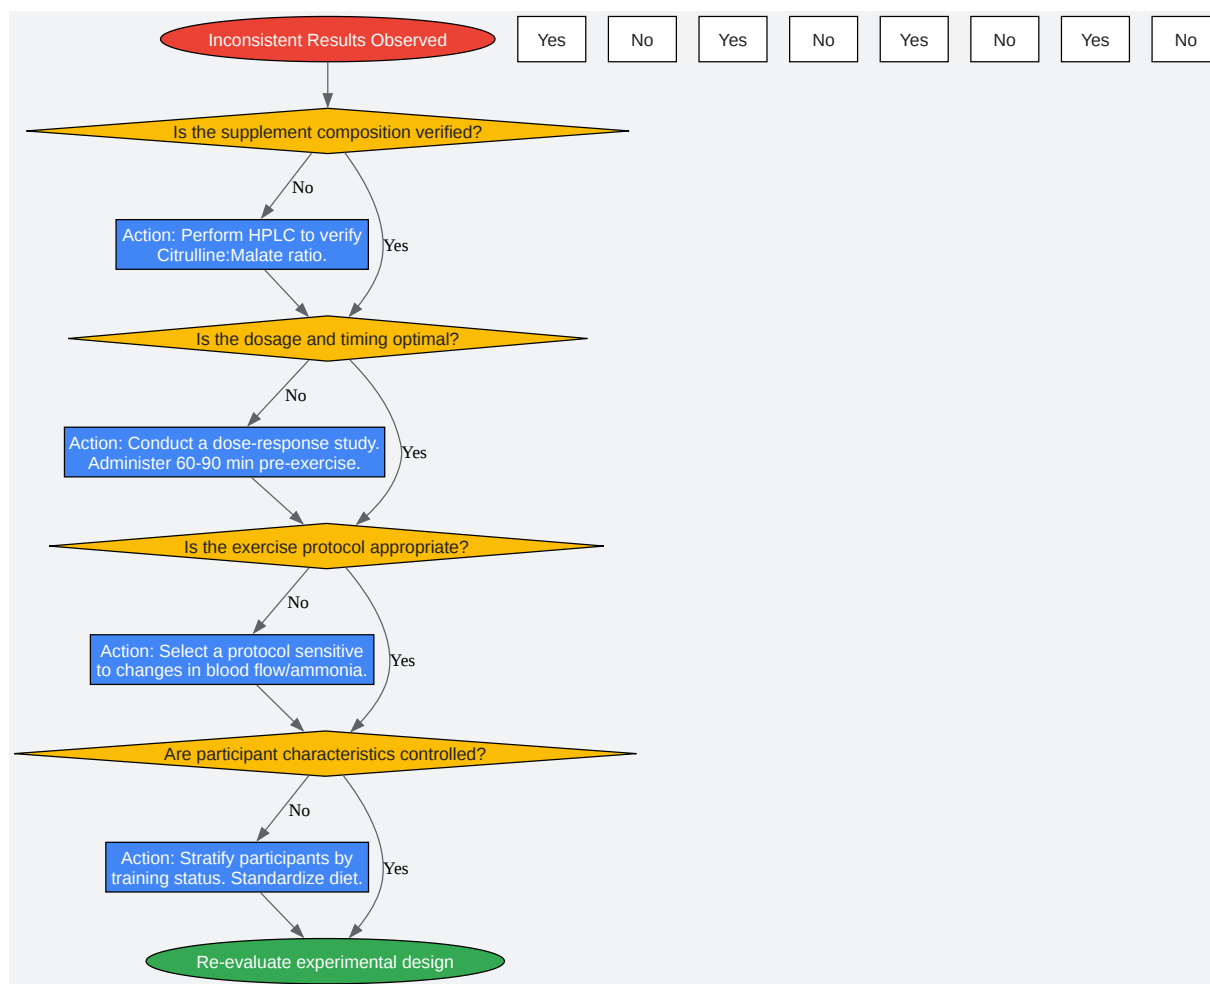 Inconsistent Results Observed
Yes
No
Yes
No
Yes
No
Yes
No
Is the supplement composition verified?
No
Action: Perform HPLC to verify
Citrulline:Malate ratio.
Yes
Is the dosage and timing optimal?
No
Action: Conduct a dose-response study.
Administer 60-90 min pre-exercise.
Yes
Is the exercise protocol appropriate?
No
Action: Select a protocol sensitive
to changes in blood flow/ammonia.
Yes
Are participant characteristics controlled?
No
Action: Stratify participants by
training status. Standardize diet.
Yes
Re-evaluate experimental design